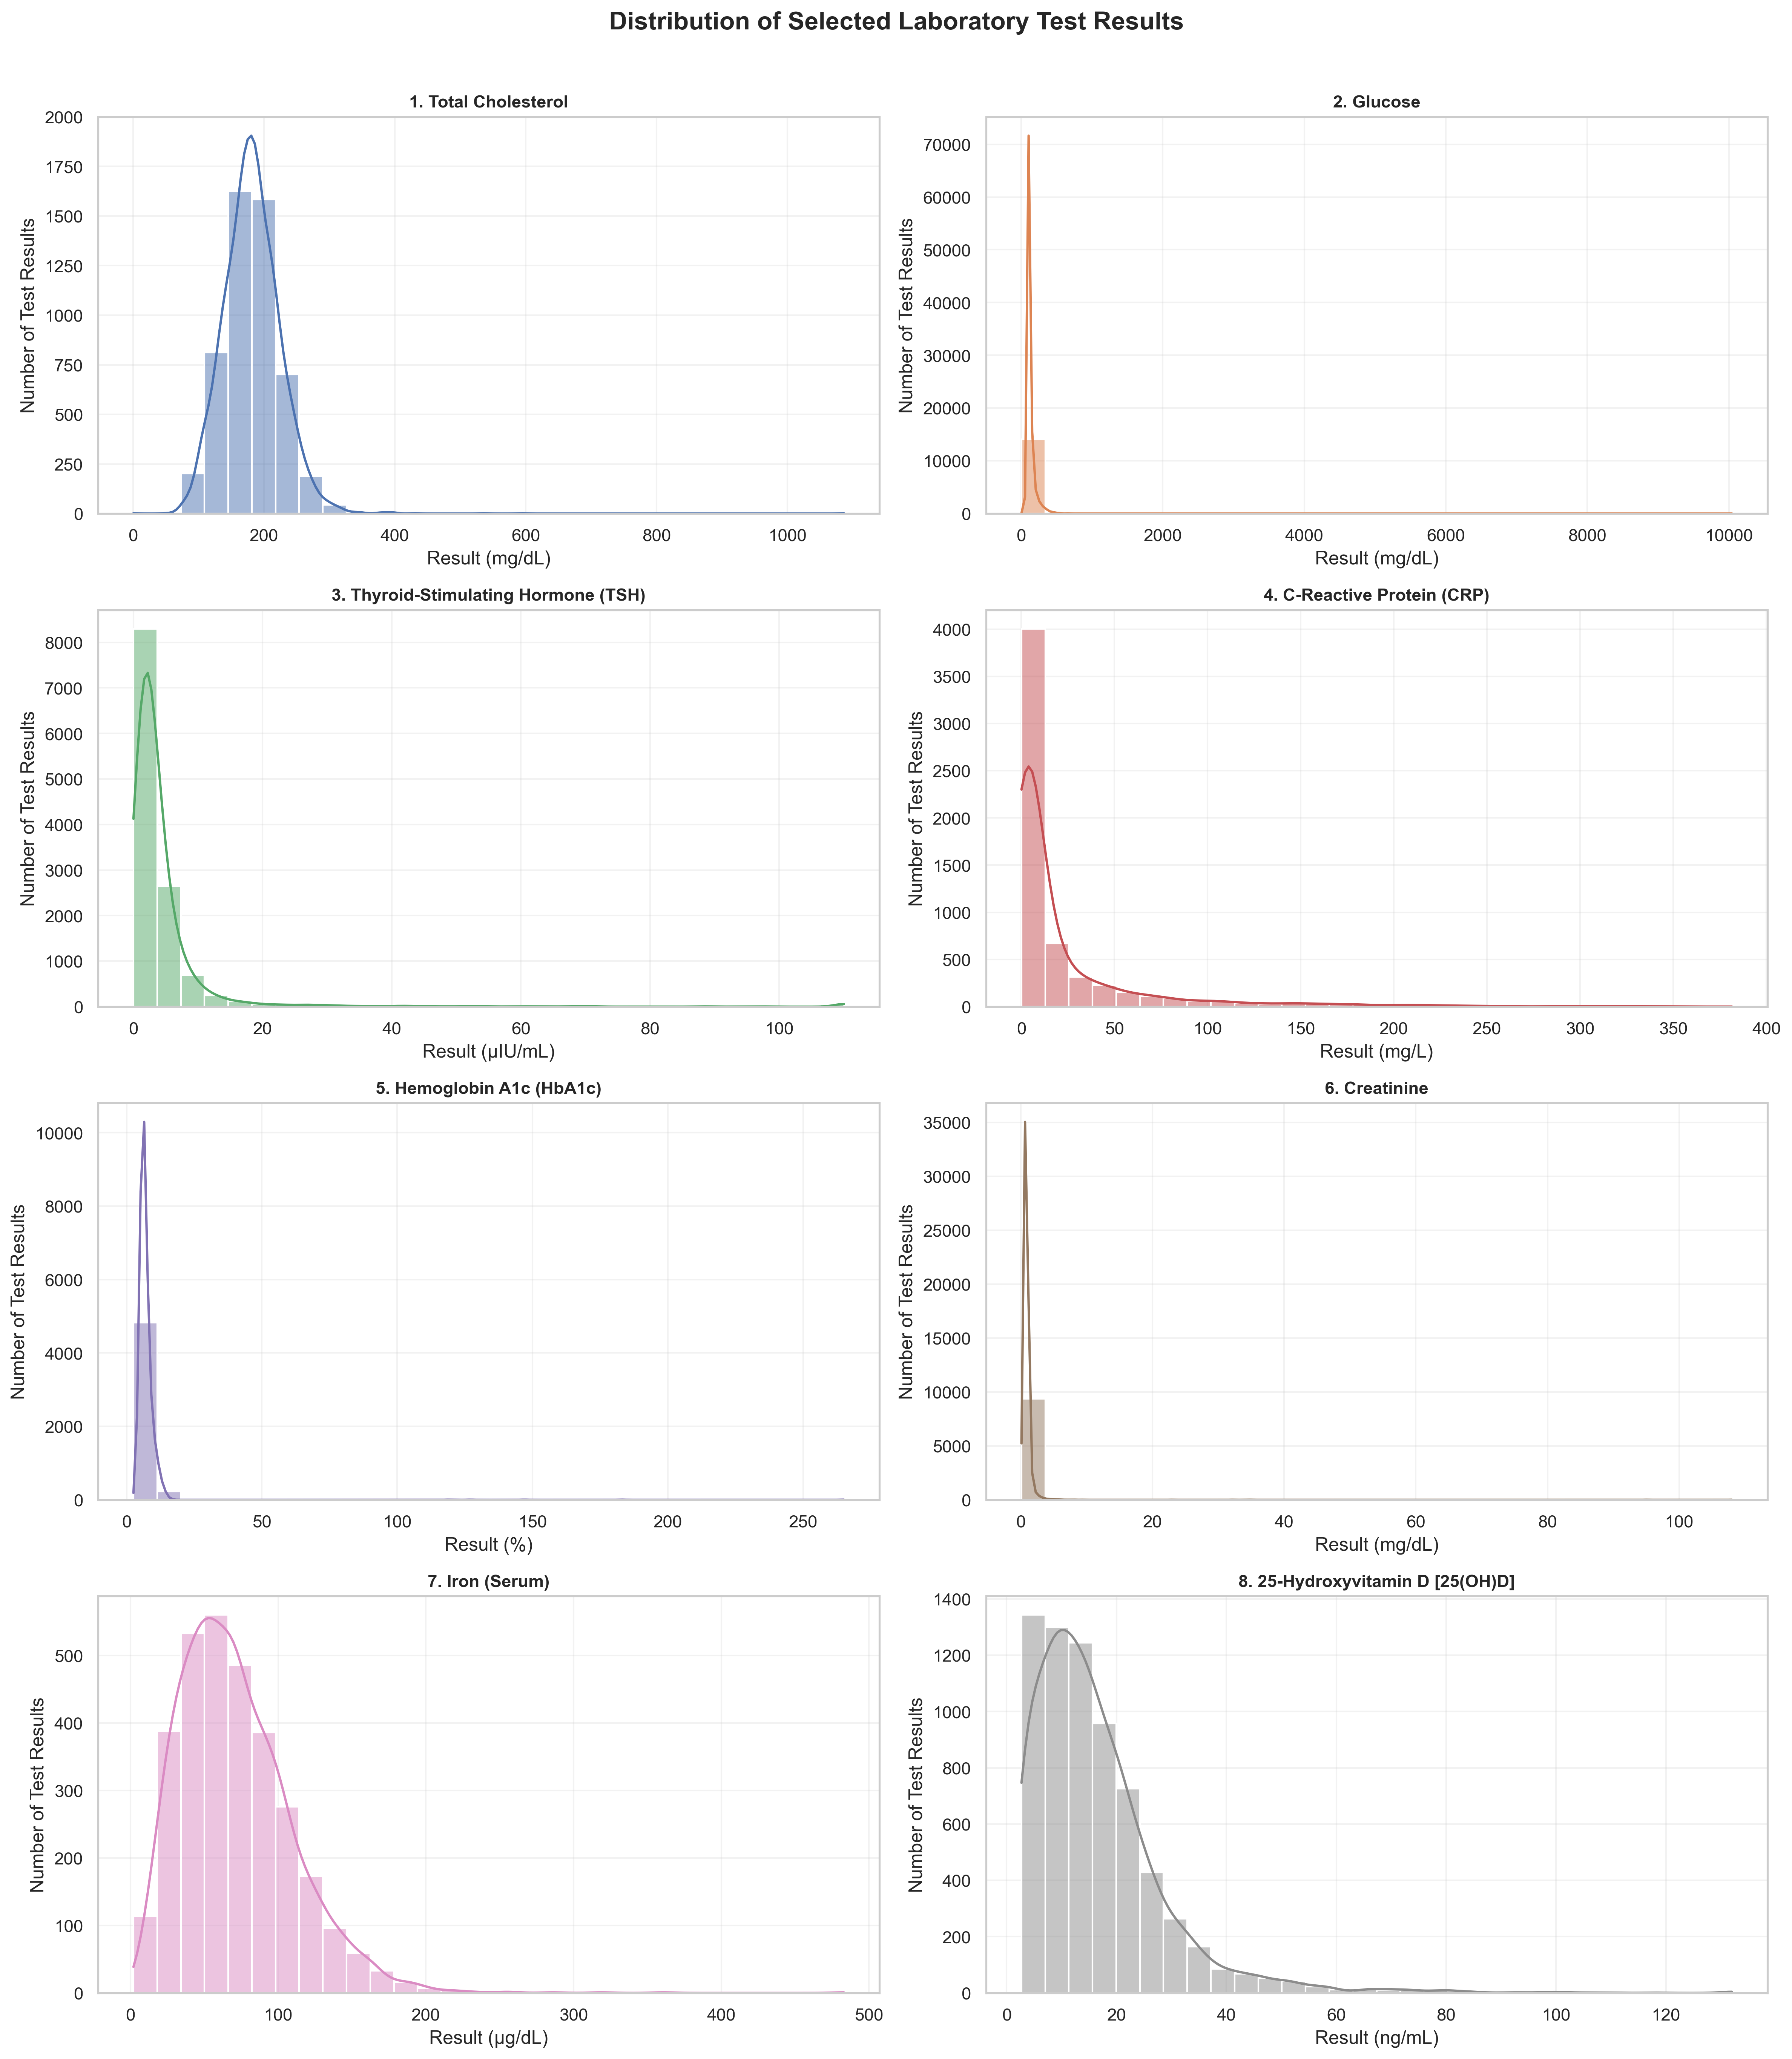 Distribution of Selected Laboratory Test Results
1. Total Cholesterol
Number of Test Results
2000
1750
1500
1250
1000
750
500
250
0
0 200 400 600 800 1000
Result (mg/dL)
2. Glucose
Number of Test Results
70000
60000
50000
40000
30000
20000
10000
0
0 2000 4000 6000 8000 10000
Result (mg/dL)
3. Thyroid-Stimulating Hormone (TSH)
Number of Test Results
8000
7000
6000
5000
4000
3000
2000
1000
0
0 20 40 60 80 100
Result (µIU/mL)
4. C-Reactive Protein (CRP)
Number of Test Results
4000
3500
3000
2500
2000
1500
1000
500
0
0 50 100 150 200 250 300 350 400
Result (mg/L)
5. Hemoglobin A1c (HbA1c)
Number of Test Results
10000
8000
6000
4000
2000
0
0 50 100 150 200 250
Result (%)
6. Creatinine
Number of Test Results
35000
30000
25000
20000
15000
10000
5000
0
0 20 40 60 80 100
Result (mg/dL)
7. Iron (Serum)
Number of Test Results
500
400
300
200
100
0
0 100 200 300 400 500
Result (µg/dL)
8. 25-Hydroxyvitamin D [25(OH)D]
Number of Test Results
1400
1200
1000
800
600
400
200
0
0 20 40 60 80 100 120
Result (ng/mL)